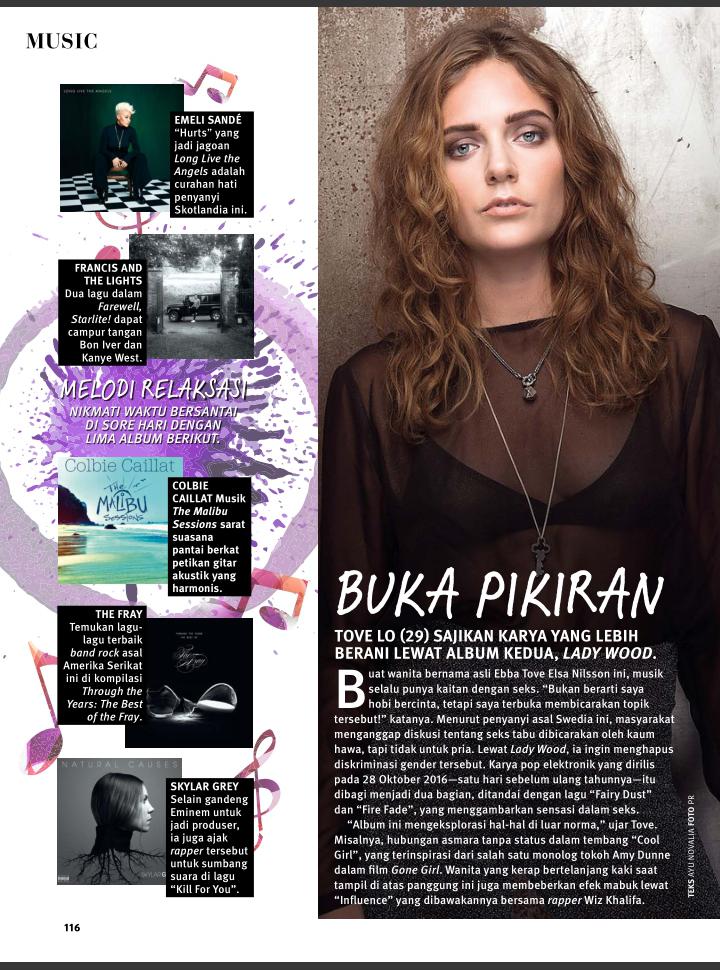 MUSIC
LONG LIVE THE ANGELS
EMELI SANDÉ
“Hurts” yang
jadi jagoan
Long Live the
Angels adalah
curahan hati
penyanyi
Skotlandia ini.
FRANCIS AND
THE LIGHTS
Dua lagu dalam
Farewell,
Starlite! dapat
campur tangan
Bon Iver dan
Kanye West.
MELODI RELAKSASI
NIKMATI WAKTU BERSANTAI
DI SORE HARI DENGAN
LIMA ALBUM BERIKUT.
Colbie Caillat
THE
MALIBU
SESSIONS
COLBIE
CAILLAT Musik
The Malibu
Sessions sarat
suasana
pantai berkat
petikan gitar
akustik yang
harmonis.
THE FRAY
Temukan lagu-
lagu terbaik
band rock asal
Amerika Serikat
ini di kompilasi
Through the
Years: The Best
of the Fray.
THROUGH THE YEARS
The Fray
NATURAL CAUSES
SKYLAR G
SKYLAR GREY
Selain gandeng
Eminem untuk
jadi produser,
ia juga ajak
rapper tersebut
untuk sumbang
suara di lagu
“Kill For You”.
116
BUKA PIKIRAN
TOVE LO (29) SAJIKAN KARYA YANG LEBIH
BERANI LEWAT ALBUM KEDUA, LADY WOOD.
Buat wanita bernama asli Ebba Tove Elsa Nilsson ini, musik
selalu punya kaitan dengan seks. “Bukan berarti saya
hobi bercinta, tetapi saya terbuka membicarakan topik
tersebut!” katanya. Menurut penyanyi asal Swedia ini, masyarakat
menganggap diskusi tentang seks tabu dibicarakan oleh kaum
hawa, tapi tidak untuk pria. Lewat Lady Wood, ia ingin menghapus
diskriminasi gender tersebut. Karya pop elektronik yang dirilis
pada 28 Oktober 2016—satu hari sebelum ulang tahunnya—itu
dibagi menjadi dua bagian, ditandai dengan lagu “Fairy Dust”
dan “Fire Fade”, yang menggambarkan sensasi dalam seks.
“Album ini mengeksplorasi hal-hal di luar norma,” ujar Tove.
Misalnya, hubungan asmara tanpa status dalam tembang “Cool
Girl”, yang terinspirasi dari salah satu monolog tokoh Amy Dunne
dalam film Gone Girl. Wanita yang kerap bertelanjang kaki saat
tampil di atas panggung ini juga membeberkan efek mabuk lewat
“Influence” yang dibawakannya bersama rapper Wiz Khalifa.
TEKS AYU NOVALIA FOTO PR